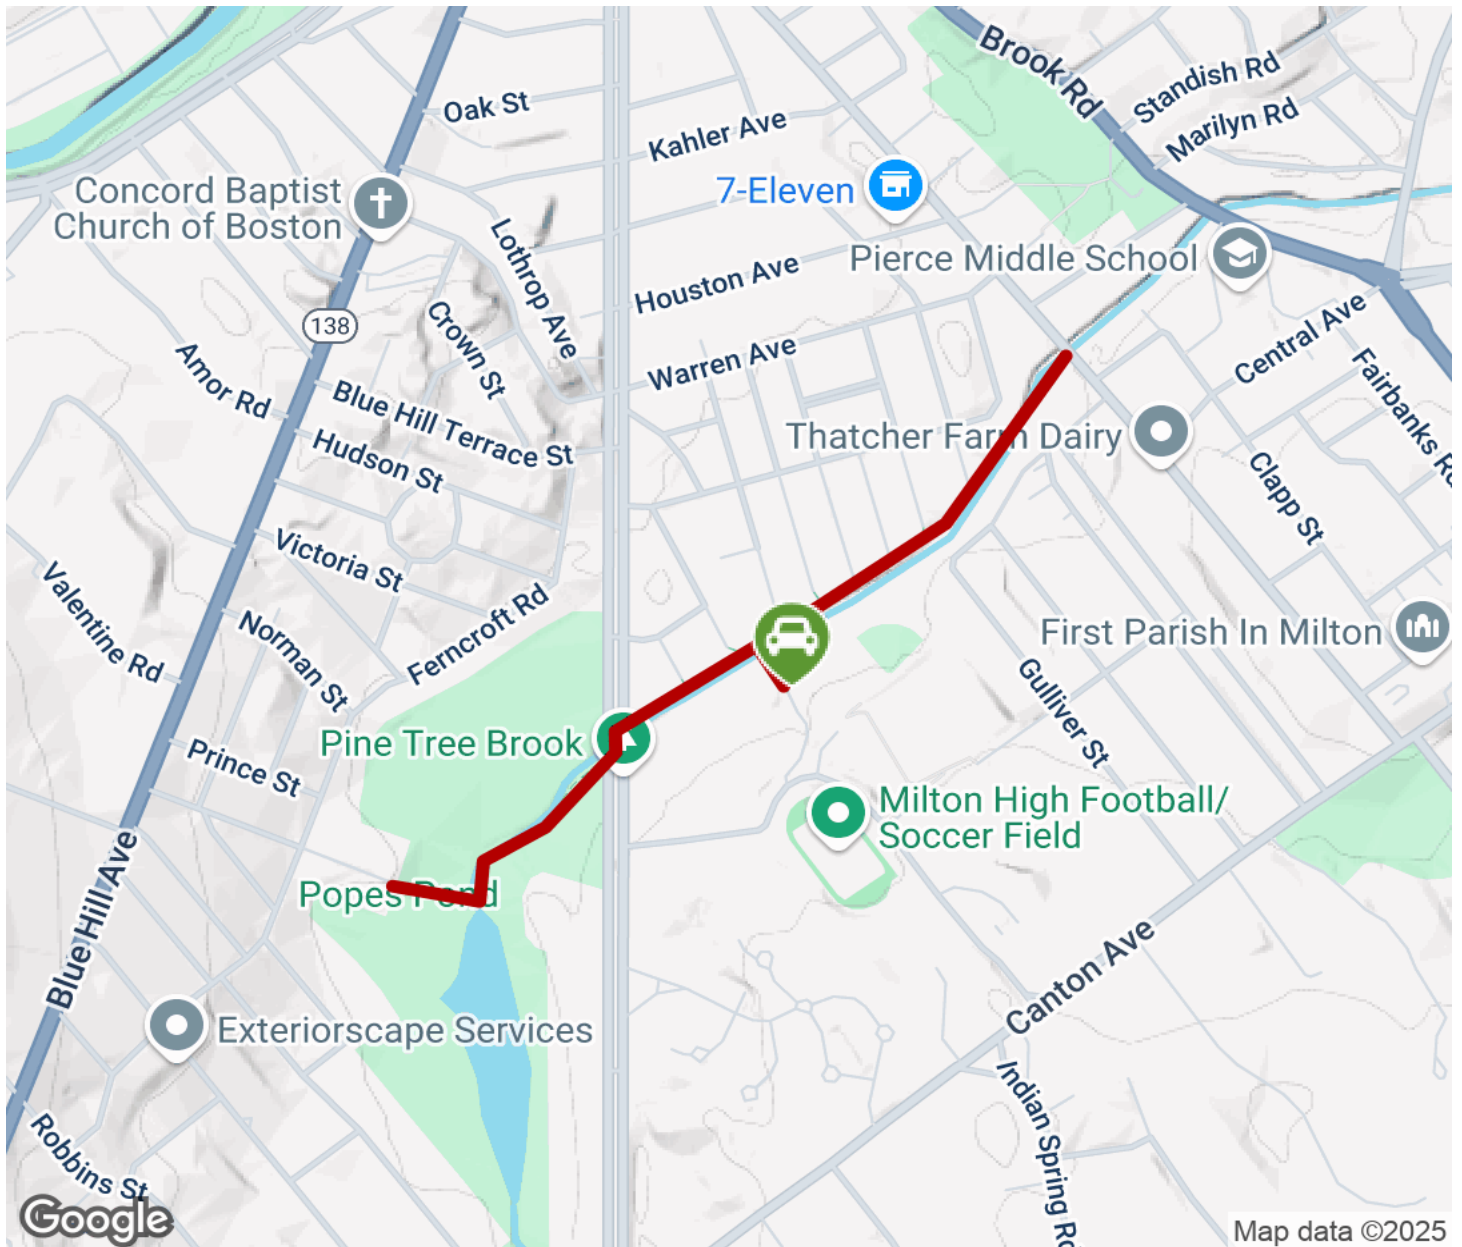 Brook Rd
Standish Rd
Marilyn Rd
Oak St
Kahler Ave
Concord Baptist
Church of Boston
7-Eleven
Lothrop Ave
Pierce Middle School
Houston Ave
Crown St
138
Central Ave
Amor Rd
Warren Ave
Fairbanks Rd
Blue Hill Terrace St
Hudson St
Thatcher Farm Dairy
Clapp St
Victoria St
Valentine Rd
Norman St
Ferncroft Rd
First Parish In Milton
Gulliver St
Prince St
Pine Tree Brook
Milton High Football/
Soccer Field
Blue Hill Ave
Popes Pond
Canton Ave
Exteriorscape Services
Indian Spring Rd
Robbins St
Google
Map data ©2025